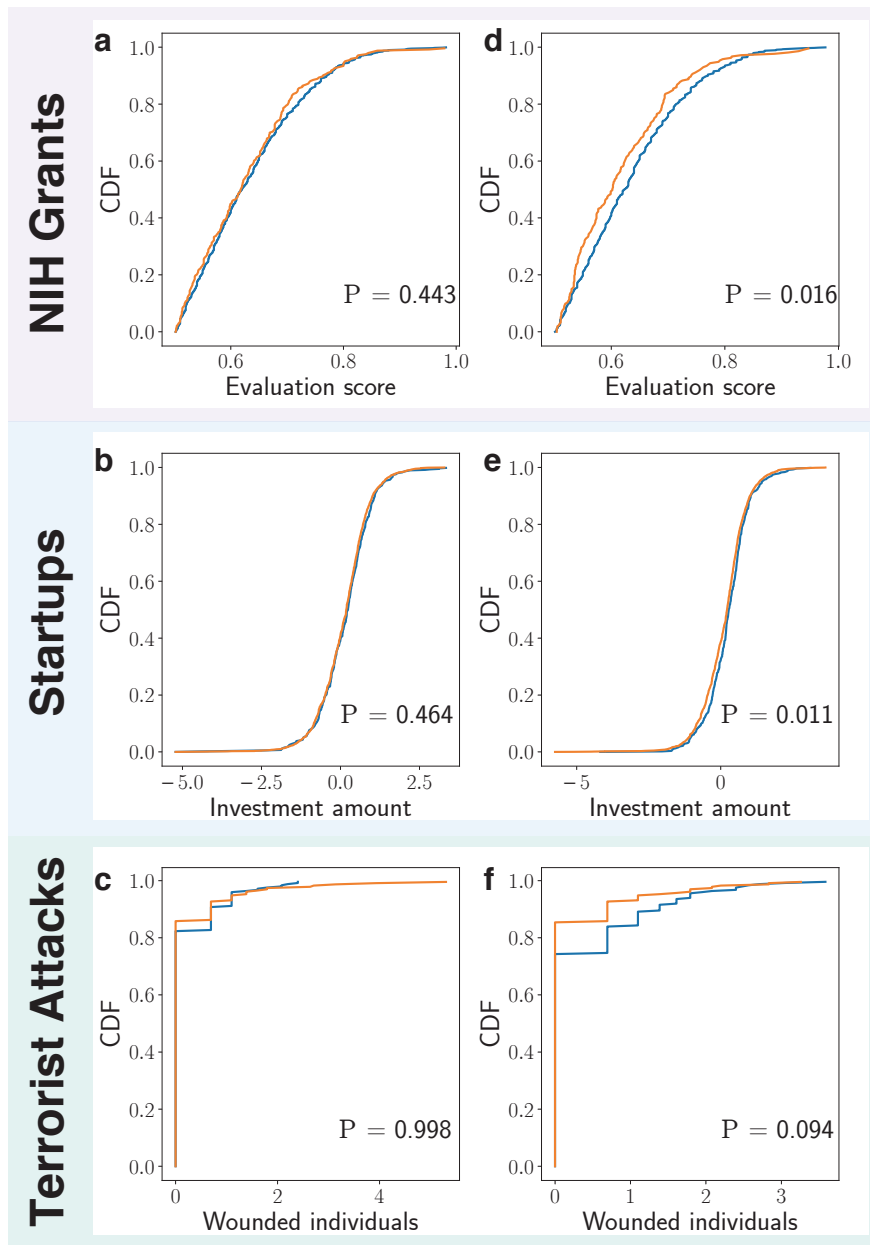 NIH Grants
a
1.0
0.8
0.6
0.4
0.2
0.0
CDF
P = 0.443
0.6 0.8 1.0
Evaluation score
d
1.0
0.8
0.6
0.4
0.2
0.0
CDF
P = 0.016
0.6 0.8 1.0
Evaluation score
Startups
b
1.0
0.8
0.6
0.4
0.2
0.0
CDF
P = 0.464
−5.0 −2.5 0.0 2.5
Investment amount
e
1.0
0.8
0.6
0.4
0.2
0.0
CDF
P = 0.011
−5 0
Investment amount
Terrorist Attacks
c
1.0
0.8
0.6
0.4
0.2
0.0
CDF
P = 0.998
0 2 4
Wounded individuals
f
1.0
0.8
0.6
0.4
0.2
0.0
CDF
P = 0.094
0 1 2 3
Wounded individuals